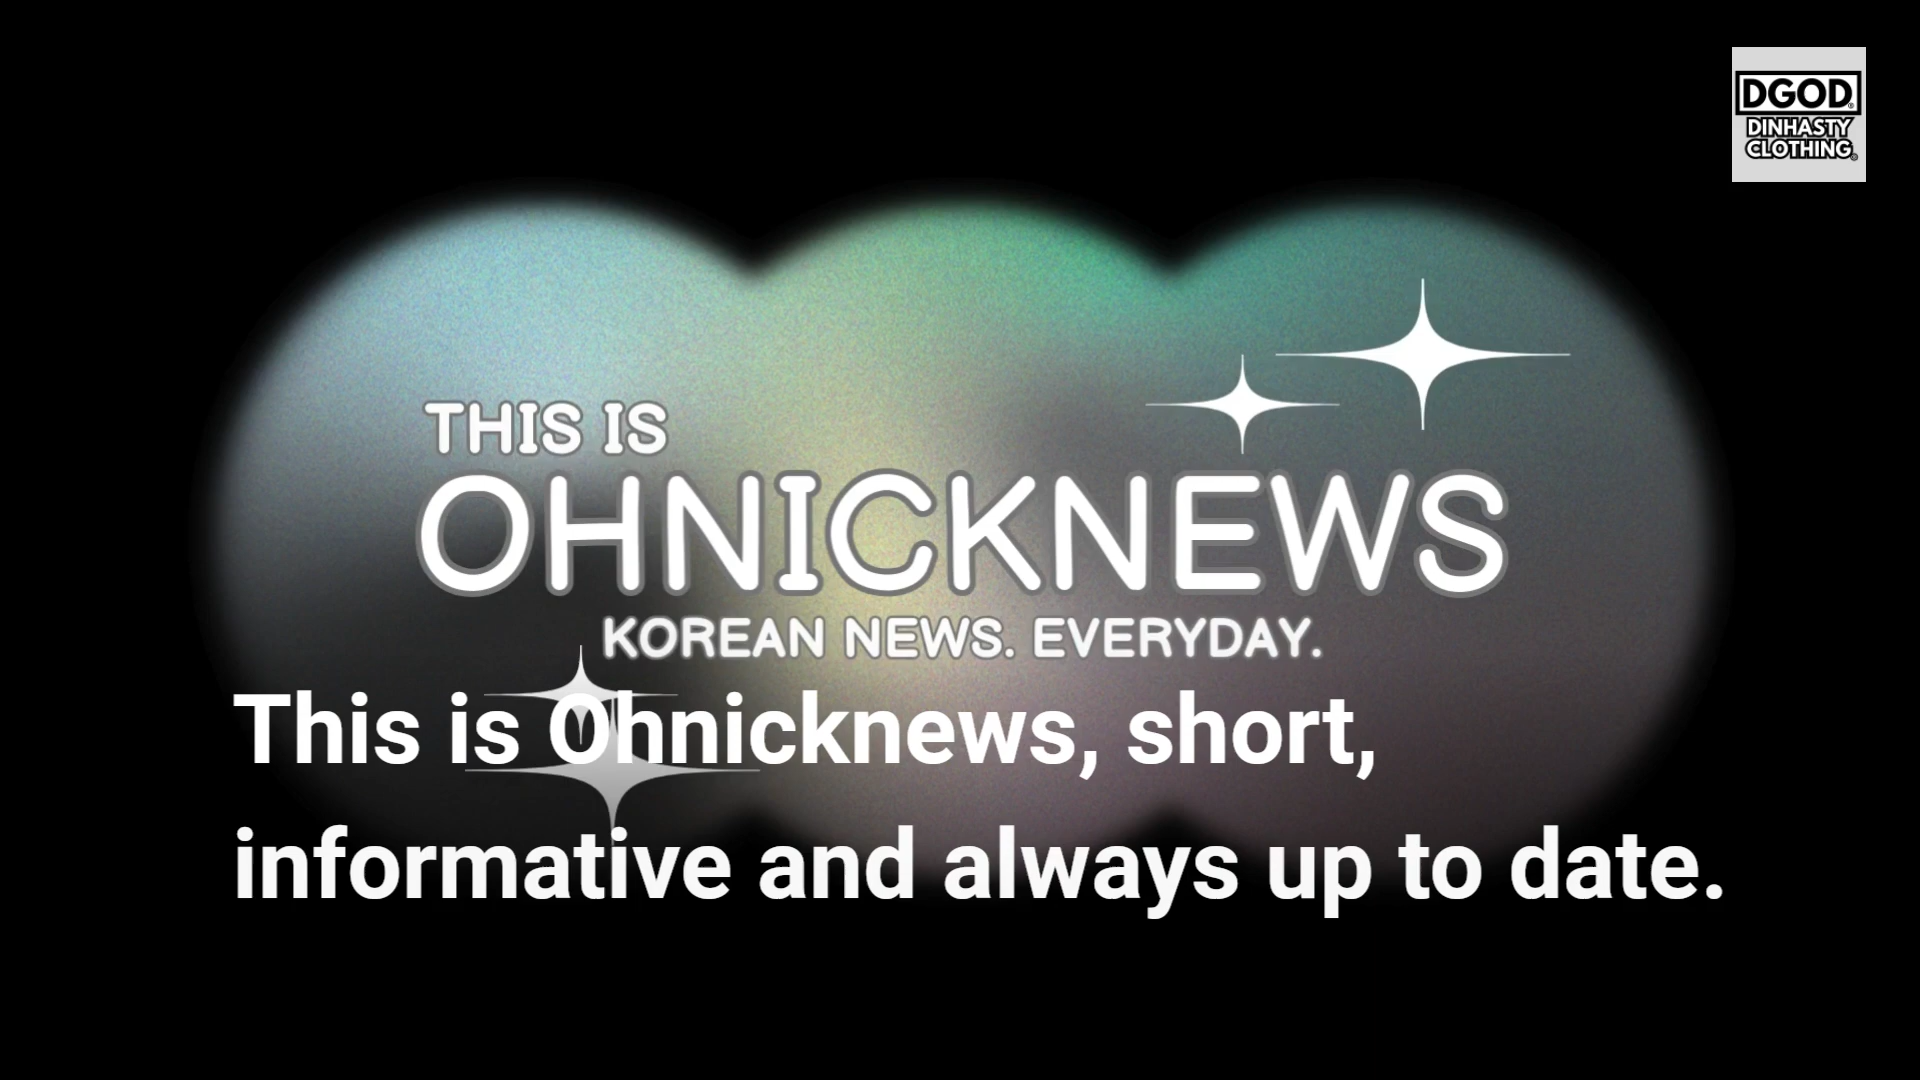 DGOD®
DINHASTY
CLOTHING®
THIS IS
OHNICKNEWS
KOREAN NEWS. EVERYDAY.
This is Ohnicknews, short,
informative and always up to date.